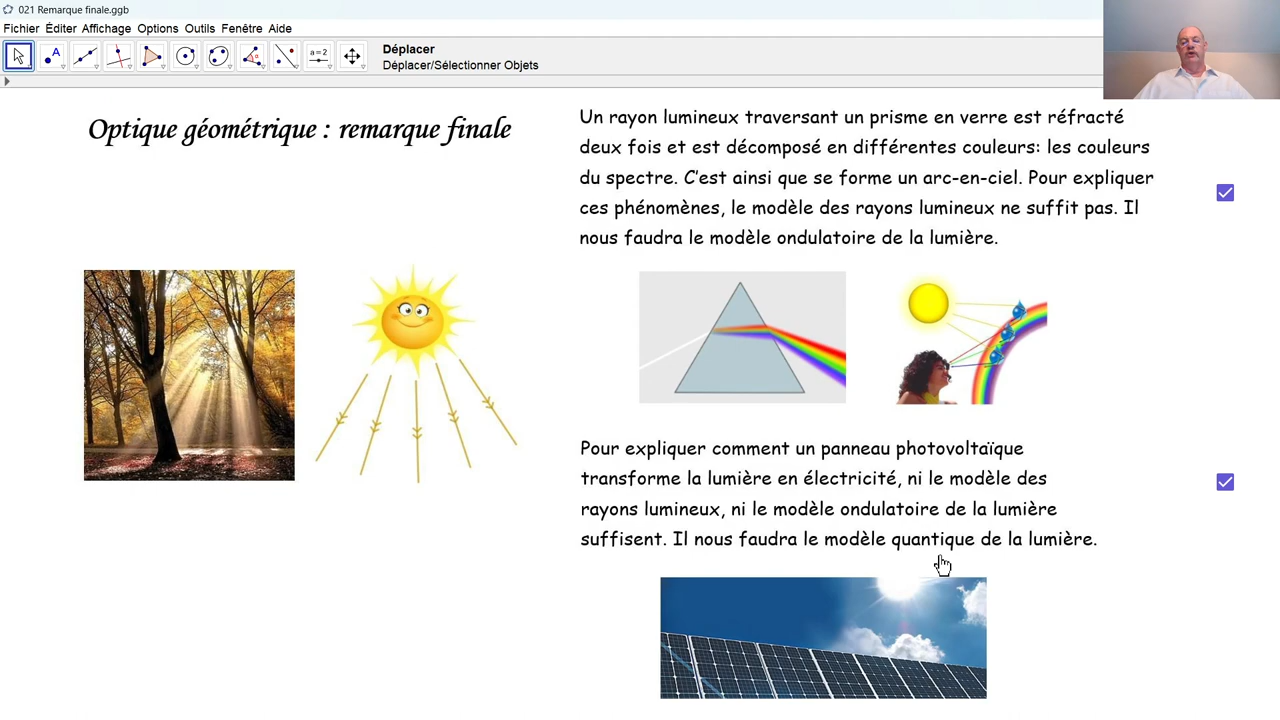 021 Remarque finale.ggb
Fichier Éditer Affichage Options Outils Fenêtre Aide
A
a=2
Déplacer
Déplacer/Sélectionner Objets
Optique géométrique : remarque finale
Un rayon lumineux traversant un prisme en verre est réfracté
deux fois et est décomposé en différentes couleurs: les couleurs
du spectre. C'est ainsi que se forme un arc-en-ciel. Pour expliquer
ces phénomènes, le modèle des rayons lumineux ne suffit pas. Il
nous faudra le modèle ondulatoire de la lumière.
Pour expliquer comment un panneau photovoltaïque
transforme la lumière en électricité, ni le modèle des
rayons lumineux, ni le modèle ondulatoire de la lumière
suffisent. Il nous faudra le modèle quantique de la lumière.